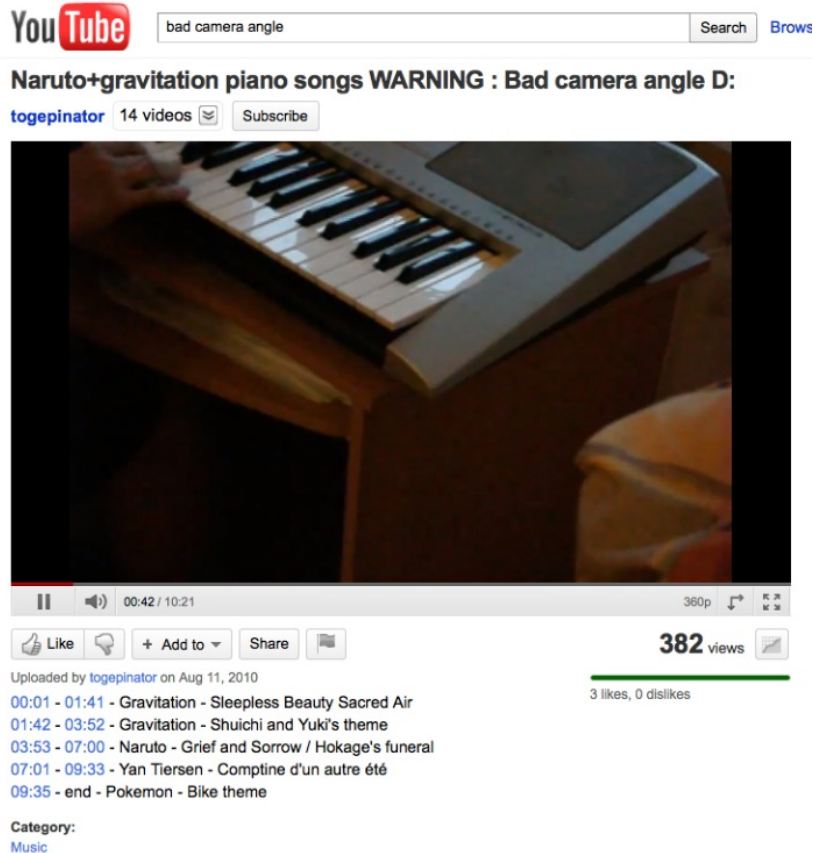 You Tube bad camera angle Search Brows
Naruto+gravitation piano songs WARNING : Bad camera angle D:
togepinator 14 videos Subscribe
00:42 / 10:21 360p
Like + Add to Share 382 views
Uploaded by togepinator on Aug 11, 2010
3 likes, 0 dislikes
00:01 - 01:41 - Gravitation - Sleepless Beauty Sacred Air
01:42 - 03:52 - Gravitation - Shuichi and Yuki's theme
03:53 - 07:00 - Naruto - Grief and Sorrow / Hokage's funeral
07:01 - 09:33 - Yan Tiersen - Comptine d'un autre été
09:35 - end - Pokemon - Bike theme
Category:
Music